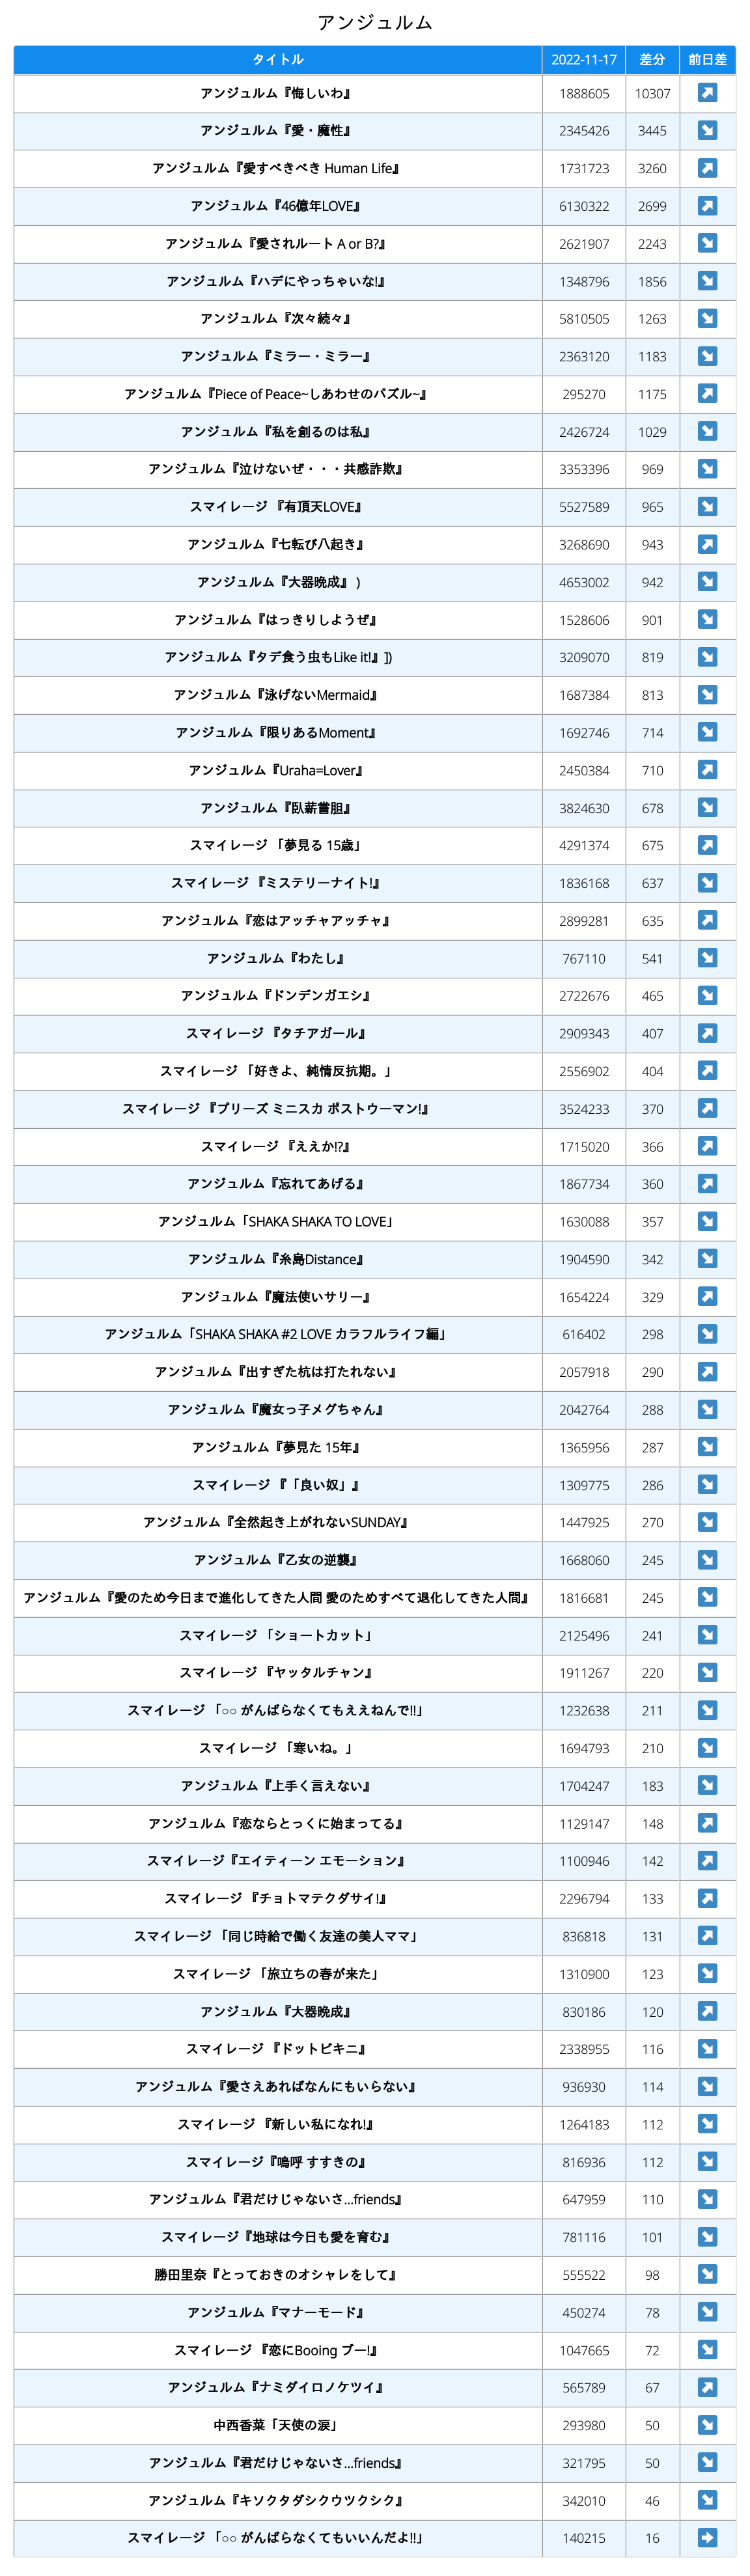 アンジュルム
タイトル 2022-11-17 差分 前日差
アンジュルム『悔しいわ』 1888605 10307 ↗
アンジュルム『愛・魔性』 2345426 3445 ↘
アンジュルム『愛すべきべき Human Life』 1731723 3260 ↗
アンジュルム『46億年LOVE』 6130322 2699 ↗
アンジュルム『愛されルート A or B?』 2621907 2243 ↘
アンジュルム『ハデにやっちゃいな!』 1348796 1856 ↘
アンジュルム『次々続々』 5810505 1263 ↘
アンジュルム『ミラー・ミラー』 2363120 1183 ↘
アンジュルム『Piece of Peace~しあわせのパズル~』 295270 1175 ↗
アンジュルム『私を創るのは私』 2426724 1029 ↘
アンジュルム『泣けないぜ・・・共感詐欺』 3353396 969 ↘
スマイレージ 『有頂天LOVE』 5527589 965 ↘
アンジュルム『七転び八起き』 3268690 943 ↗
アンジュルム『大器晩成』 ) 4653002 942 ↘
アンジュルム『はっきりしようぜ』 1528606 901 ↘
アンジュルム『タデ食う虫もLike it!』]) 3209070 819 ↘
アンジュルム『泳げないMermaid』 1687384 813 ↘
アンジュルム『限りあるMoment』 1692746 714 ↘
アンジュルム『Uraha=Lover』 2450384 710 ↗
アンジュルム『臥薪嘗胆』 3824630 678 ↘
スマイレージ 「夢見る 15歳」 4291374 675 ↗
スマイレージ 『ミステリーナイト!』 1836168 637 ↘
アンジュルム『恋はアッチャアッチャ』 2899281 635 ↗
アンジュルム『わたし』 767110 541 ↘
アンジュルム『ドンデンガエシ』 2722676 465 ↘
スマイレージ 『タチアガール』 2909343 407 ↗
スマイレージ 「好きよ、純情反抗期。」 2556902 404 ↗
スマイレージ 『プリーズ ミニスカ ポストウーマン!』 3524233 370 ↗
スマイレージ 『ええか!?』 1715020 366 ↗
アンジュルム『忘れてあげる』 1867734 360 ↗
アンジュルム「SHAKA SHAKA TO LOVE」 1630088 357 ↘
アンジュルム『糸島Distance』 1904590 342 ↘
アンジュルム『魔法使いサリー』 1654224 329 ↗
アンジュルム「SHAKA SHAKA #2 LOVE カラフルライフ編」 616402 298 ↘
アンジュルム『出すぎた杭は打たれない』 2057918 290 ↗
アンジュルム『魔女っ子メグちゃん』 2042764 288 ↘
アンジュルム『夢見た 15年』 1365956 287 ↘
スマイレージ 『「良い奴」』 1309775 286 ↘
アンジュルム『全然起き上がれないSUNDAY』 1447925 270 ↘
アンジュルム『乙女の逆襲』 1668060 245 ↘
アンジュルム『愛のため今日まで進化してきた人間 愛のためすべて退化してきた人間』 1816681 245 ↘
スマイレージ 「ショートカット」 2125496 241 ↘
スマイレージ 『ヤッタルチャン』 1911267 220 ↘
スマイレージ 「○○ がんばらなくてもええねんで!!」 1232638 211 ↘
スマイレージ 「寒いね。」 1694793 210 ↘
アンジュルム『上手く言えない』 1704247 183 ↘
アンジュルム『恋ならとっくに始まってる』 1129147 148 ↗
スマイレージ『エイティーン エモーション』 1100946 142 ↗
スマイレージ 『チョトマテクダサイ!』 2296794 133 ↗
スマイレージ 「同じ時給で働く友達の美人ママ」 836818 131 ↗
スマイレージ 「旅立ちの春が来た」 1310900 123 ↘
アンジュルム『大器晩成』 830186 120 ↗
スマイレージ 『ドットビキニ』 2338955 116 ↘
アンジュルム『愛さえあればなんにもいらない』 936930 114 ↘
スマイレージ 『新しい私になれ!』 1264183 112 ↘
スマイレージ『嗚呼 すすきの』 816936 112 ↘
アンジュルム『君だけじゃないさ...friends』 647959 110 ↘
スマイレージ『地球は今日も愛を育む』 781116 101 ↘
勝田里奈『とっておきのオシャレをして』 555522 98 ↘
アンジュルム『マナーモード』 450274 78 ↘
スマイレージ 『恋にBooing ブー!』 1047665 72 ↘
アンジュルム『ナミダイロノケツイ』 565789 67 ↗
中西香菜「天使の涙」 293980 50 ↘
アンジュルム『君だけじゃないさ...friends』 321795 50 ↘
アンジュルム『キソクタダシクウツクシク』 342010 46 ↘
スマイレージ 「○○ がんばらなくてもいいんだよ!!」 140215 16 →